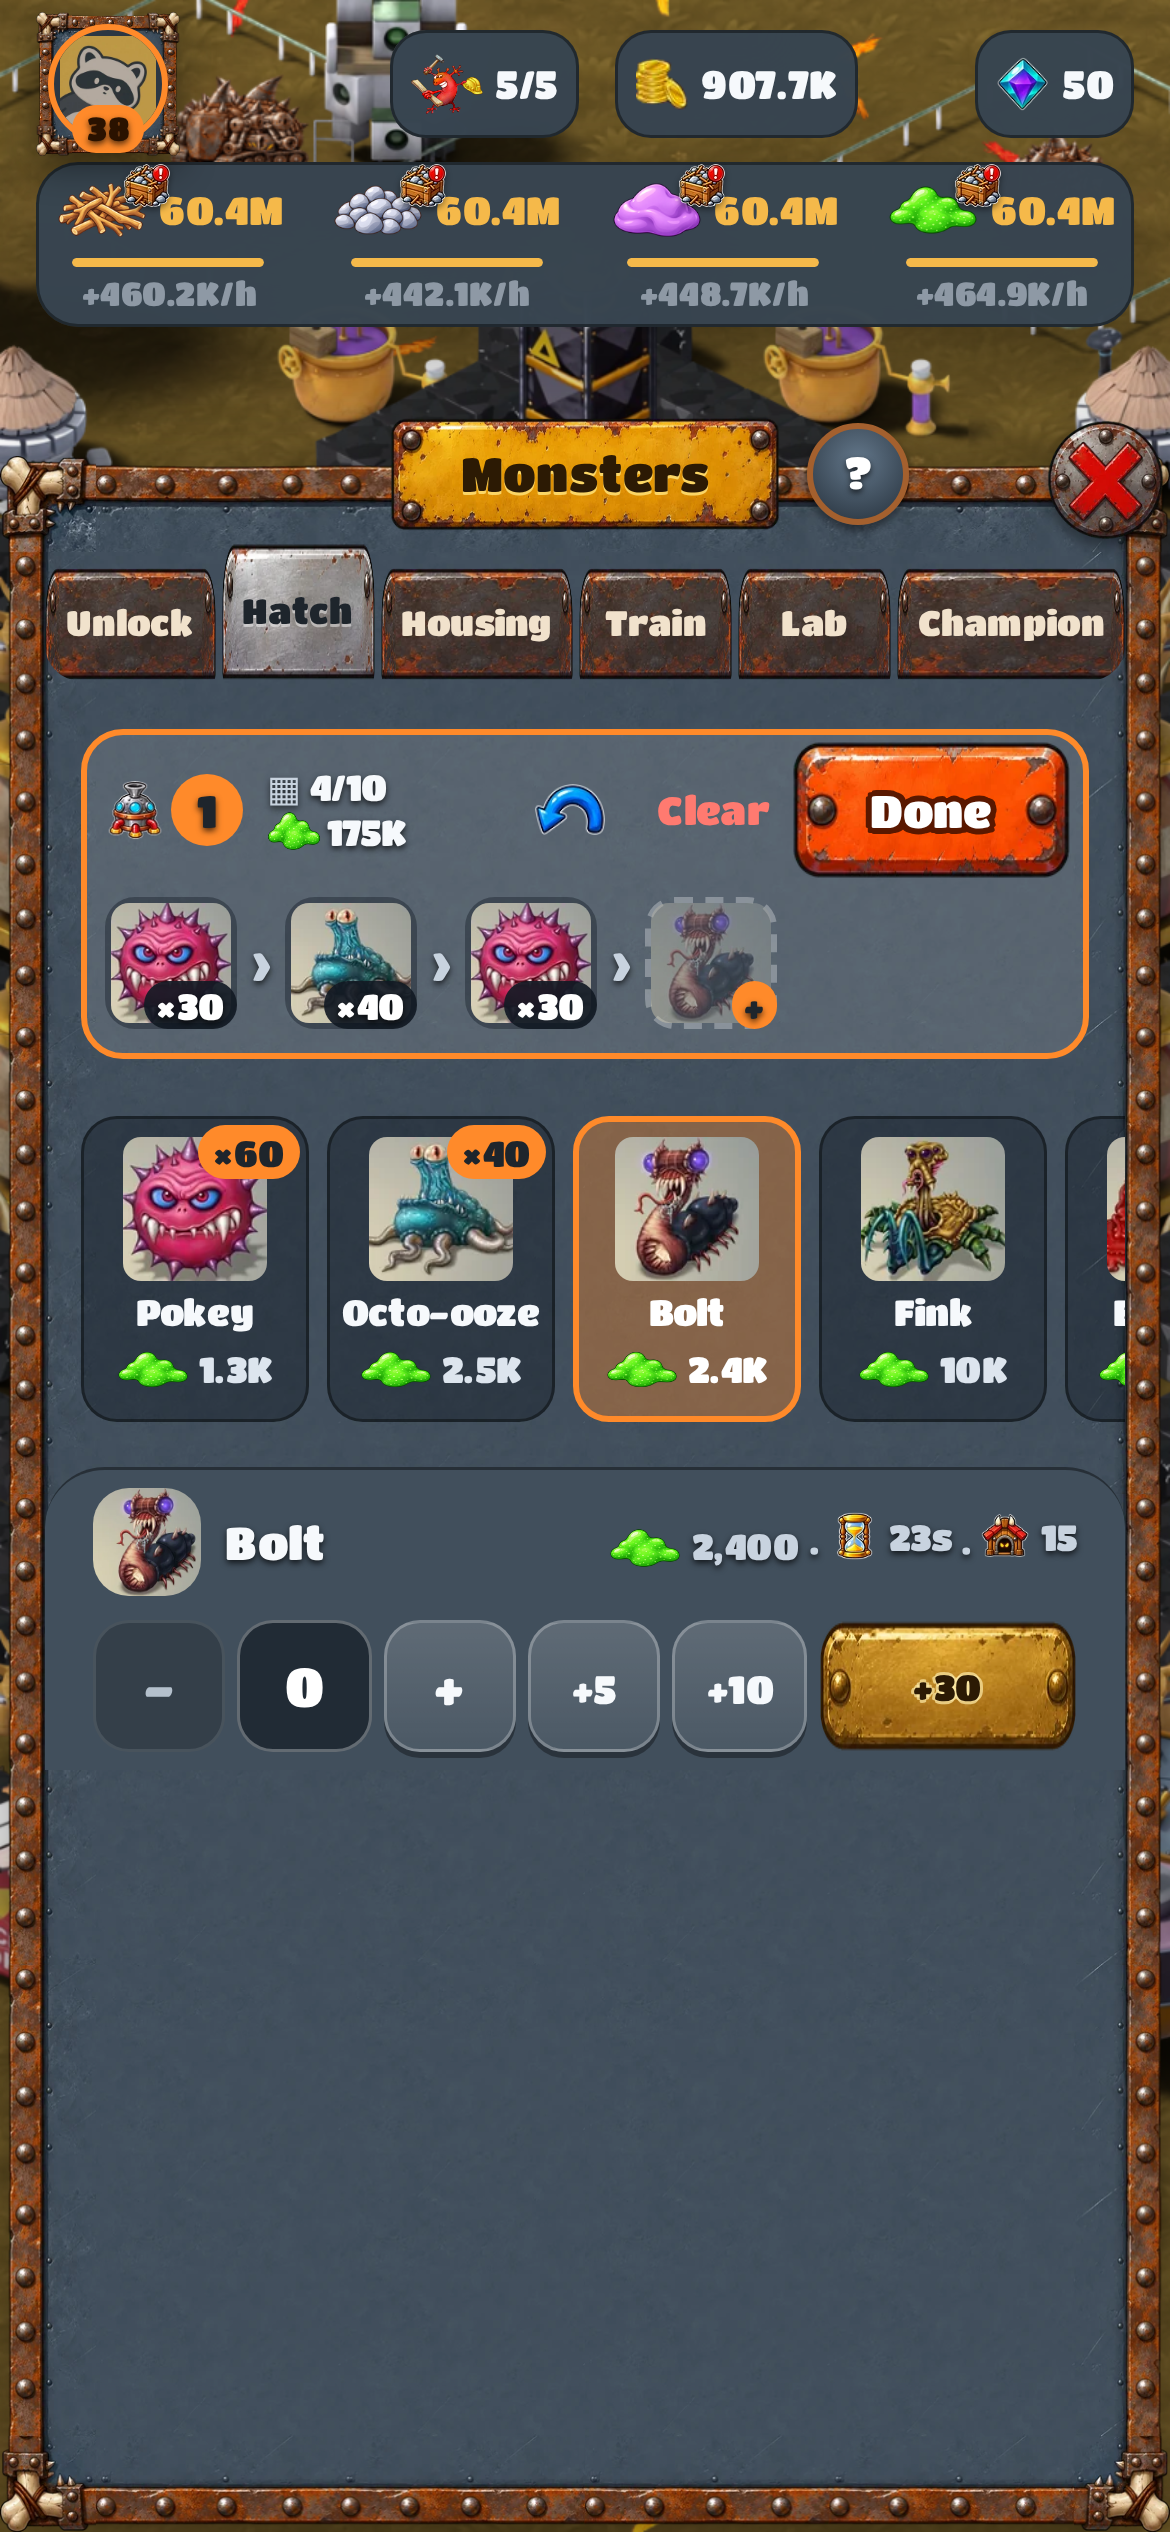 38
5/5
907.7K
50
60.4M
60.4M
60.4M
60.4M
+460.2K/h
+442.1K/h
+448.7K/h
+464.9K/h
Monsters
?
Unlock
Hatch
Housing
Train
Lab
Champion
1
4/10
175K
Clear
Done
×30
×40
×30
+
×60
×40
Pokey
Octo-ooze
Bolt
Fink
1.3K
2.5K
2.4K
10K
Bolt
2,400 · 23s · 15
-
0
+
+5
+10
+30